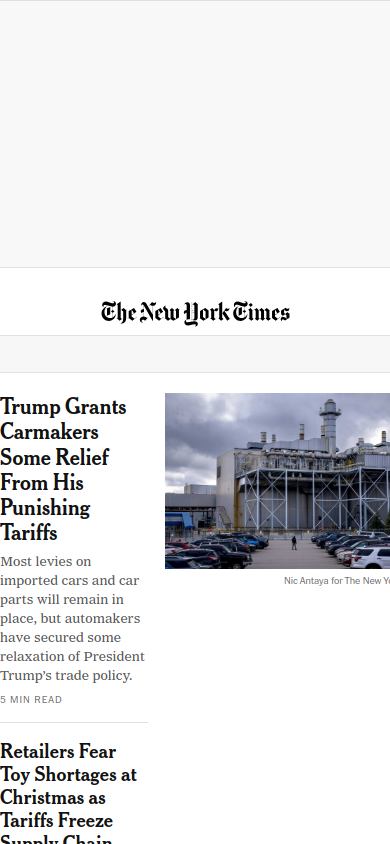 The New York Times
Trump Grants
Carmakers
Some Relief
From His
Punishing
Tariffs
Most levies on
imported cars and car
parts will remain in
place, but automakers
have secured some
relaxation of President
Trump's trade policy.
5 MIN READ
Nic Antaya for The New Yo
Retailers Fear
Toy Shortages at
Christmas as
Tariffs Freeze
Supply Chain